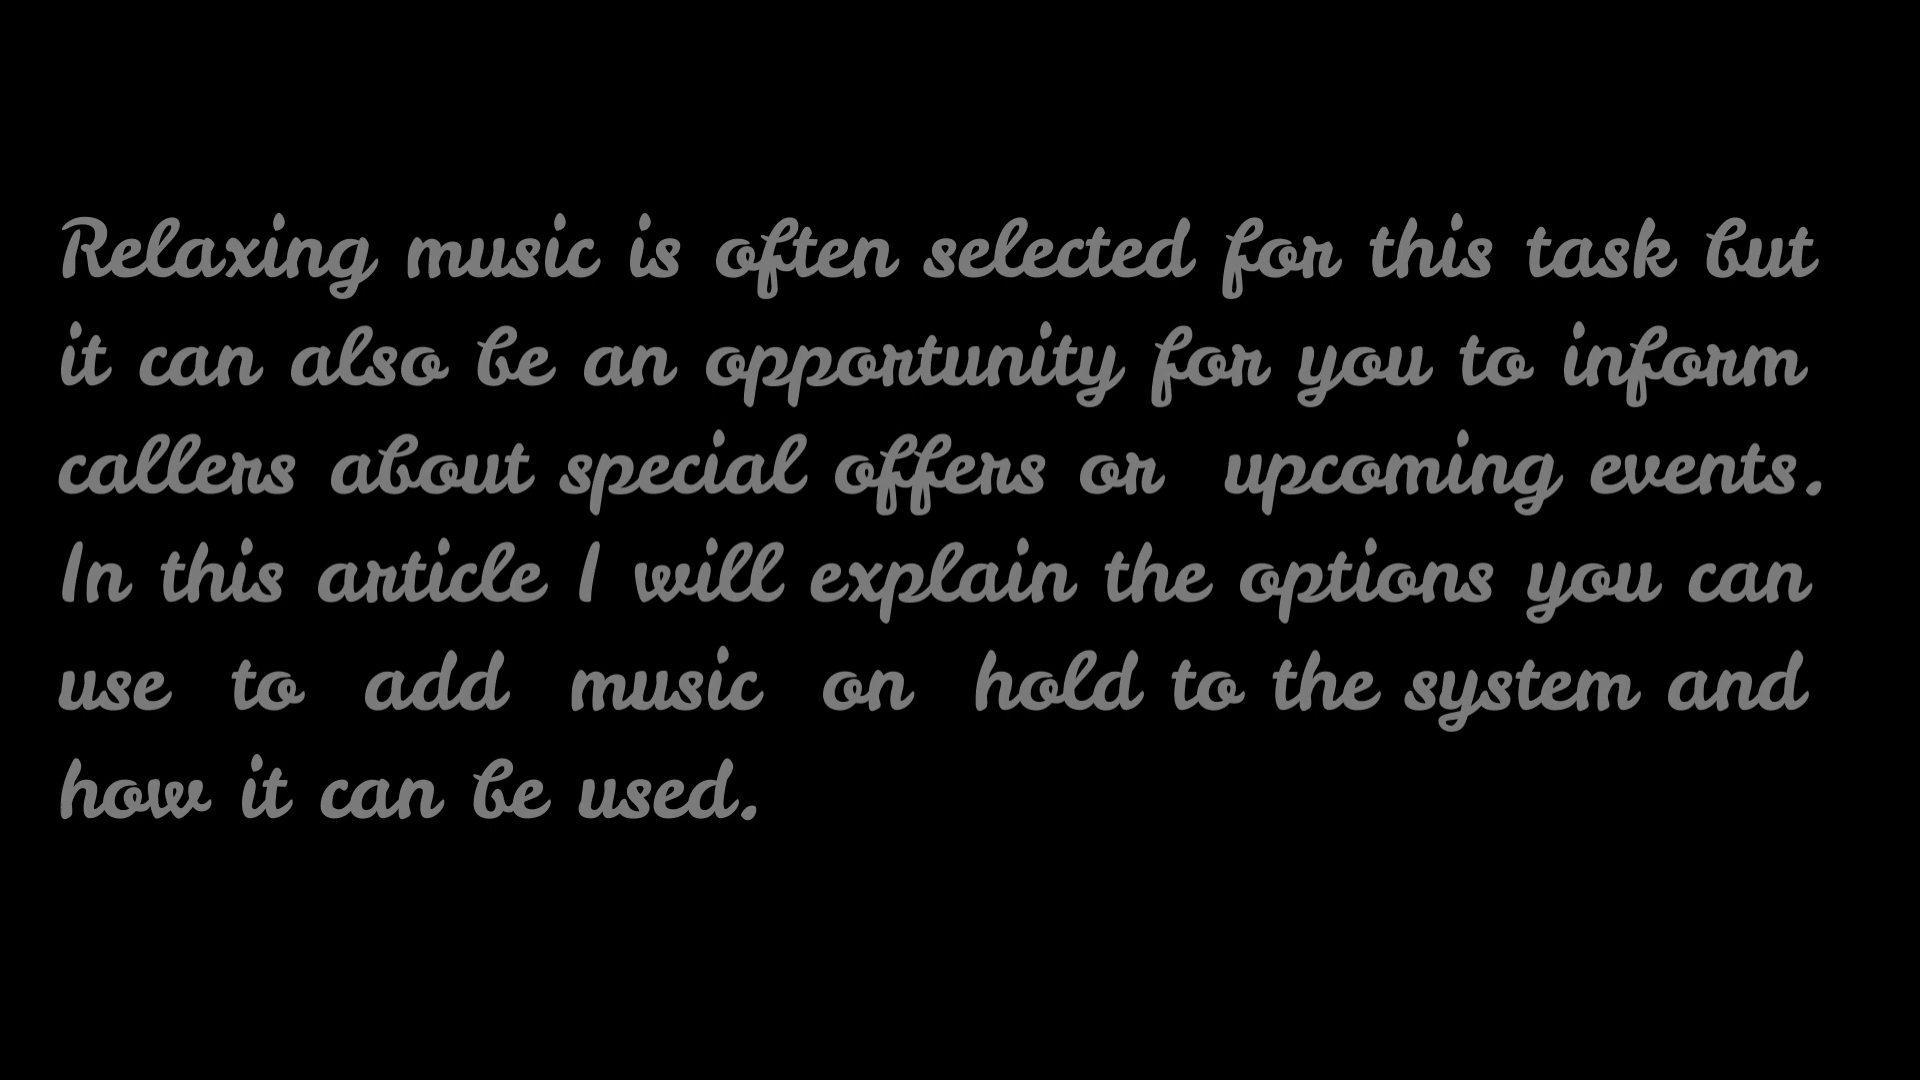 Relaxing music is often selected for this task but
it can also be an opportunity for you to inform
callers about special offers or  upcoming events.
In this article I will explain the options you can
use  to  add  music  on  hold to the system and
how it can be used.